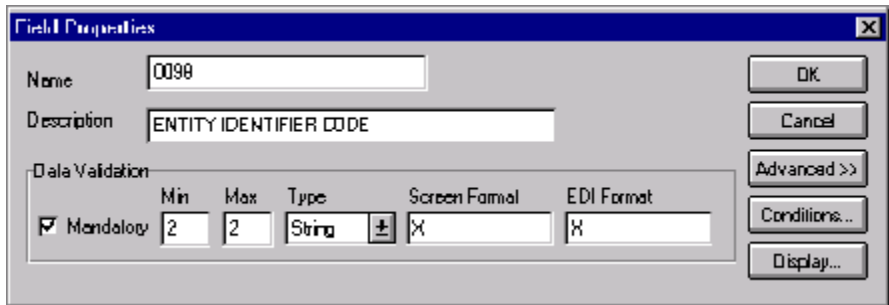 Field Properties
Name 0098
Description ENTITY IDENTIFIER CODE
Data Validation
Min Max Type Screen Format EDI Format
Mandatory 2 2 String X X
OK
Cancel
Advanced >>
Conditions...
Display...